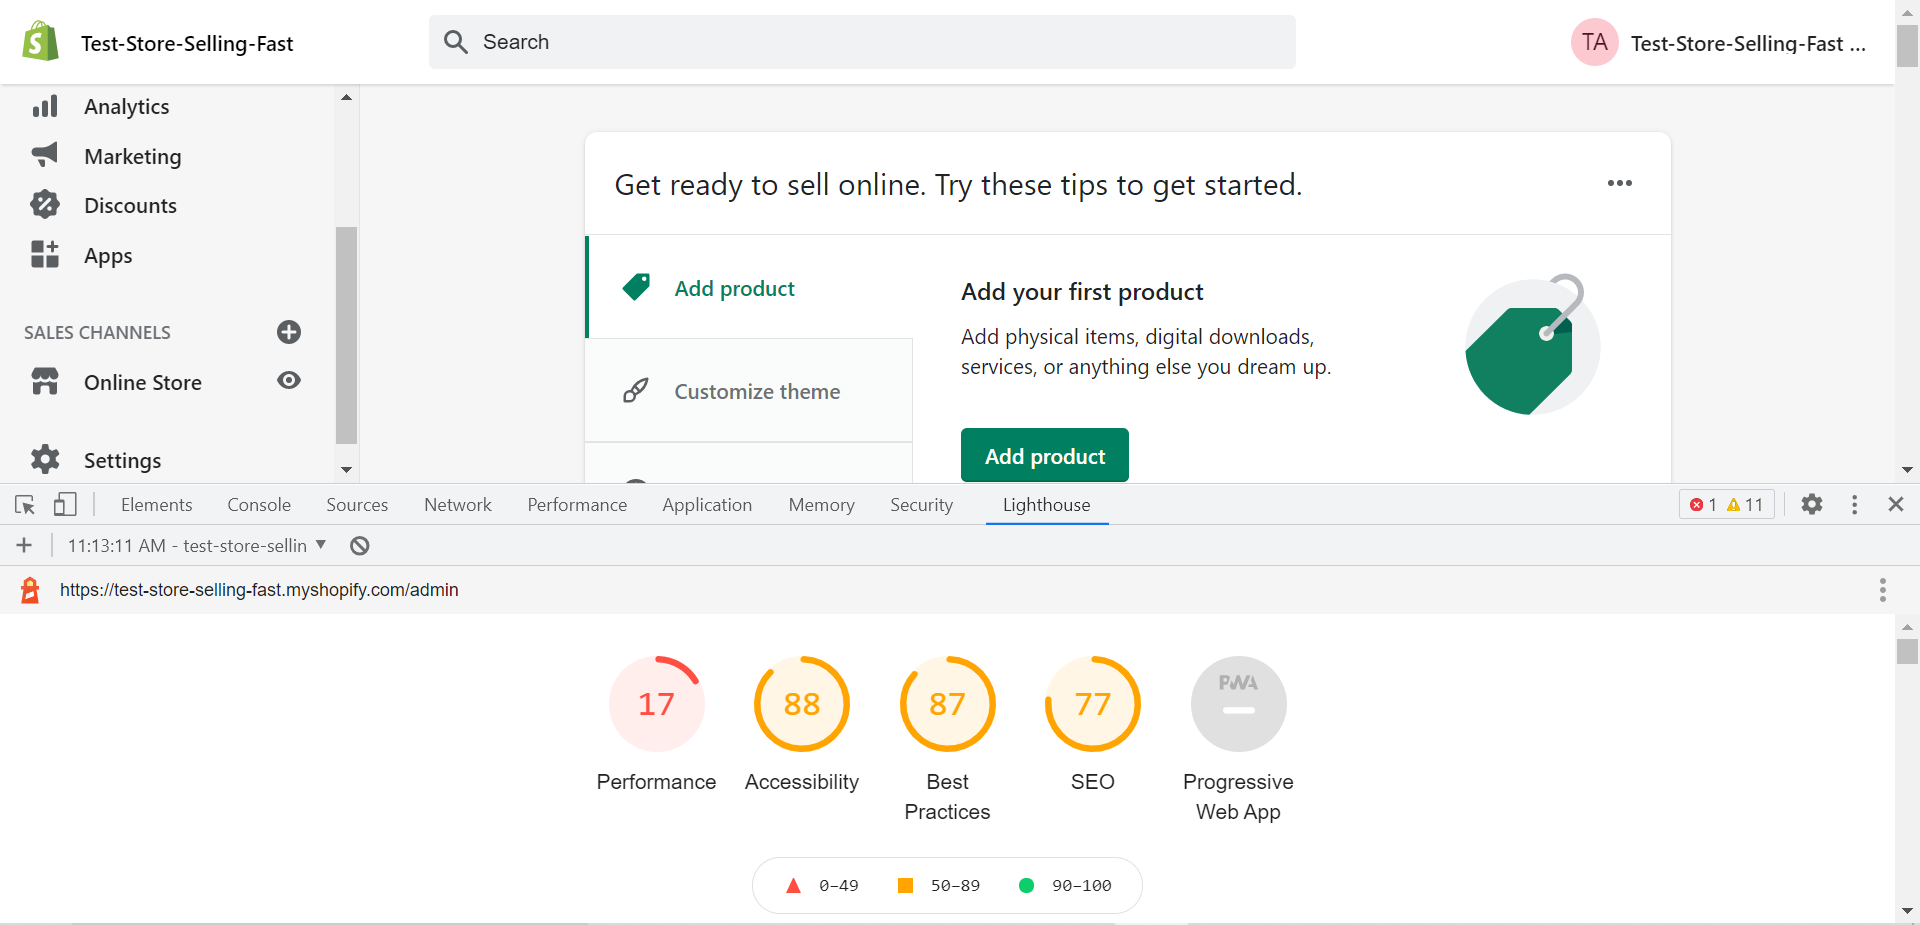 Test-Store-Selling-Fast
Search
TA
Test-Store-Selling-Fast ...
Analytics
Marketing
Discounts
Apps
SALES CHANNELS
Online Store
Settings
Get ready to sell online. Try these tips to get started.
Add product
Customize theme
Add your first product
Add physical items, digital downloads,
services, or anything else you dream up.
Add product
Elements Console Sources Network Performance Application Memory Security Lighthouse
1 11
11:13:11 AM - test-store-sellin
https://test-store-selling-fast.myshopify.com/admin
17
Performance
88
Accessibility
87
Best
Practices
77
SEO
PWA
Progressive
Web App
0–49 50–89 90–100